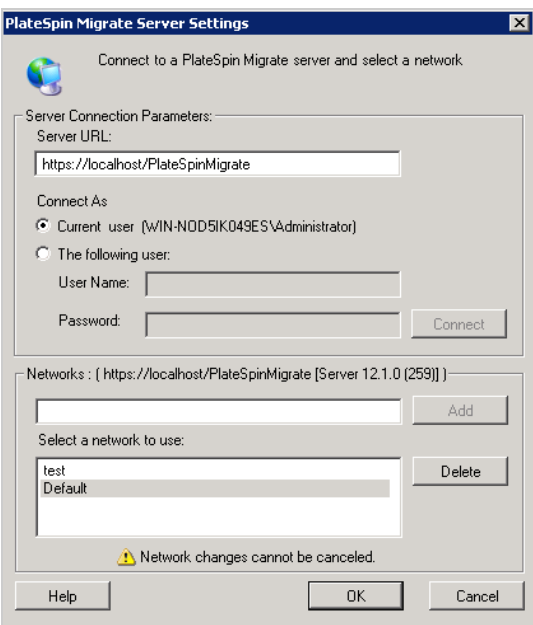 PlateSpin Migrate Server Settings
Connect to a PlateSpin Migrate server and select a network
Server Connection Parameters:
Server URL:
https://localhost/PlateSpinMigrate
Connect As
Current user (WIN-NOD5IK049ES\Administrator)
The following user:
User Name:
Password:
Connect
Networks : ( https://localhost/PlateSpinMigrate [Server 12.1.0 (259)] )
Add
Select a network to use:
test
Delete
Default
Network changes cannot be canceled.
Help
OK
Cancel